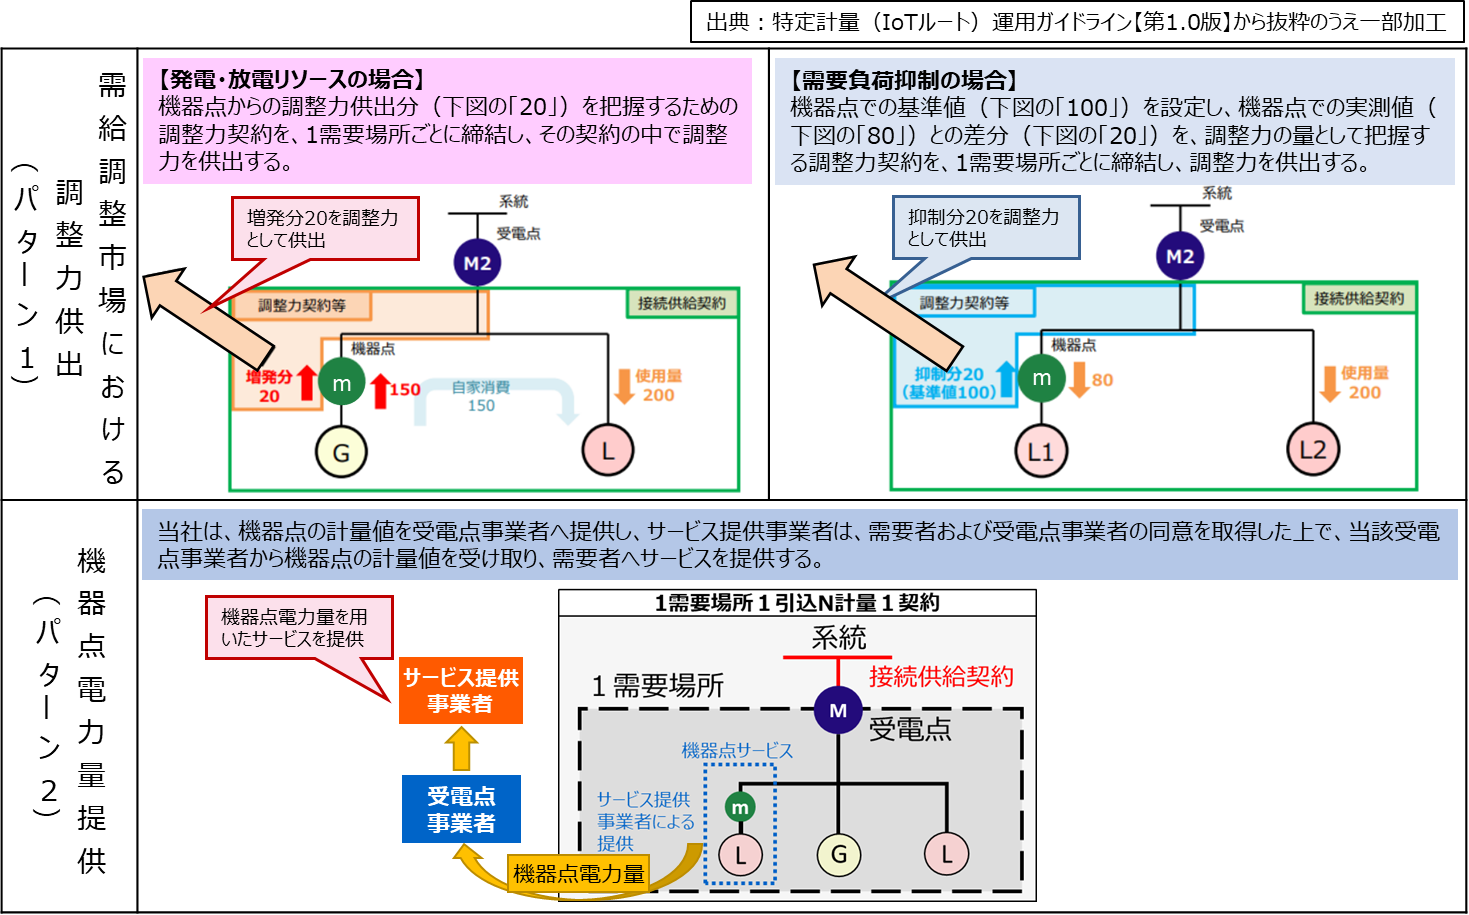 出典：特定計量（IoTルート）運用ガイドライン【第1.0版】から抜粋のうえ一部加工
需給調整市場における
調整力供出
（パターン１）
【発電・放電リソースの場合】
機器点からの調整力供出分（下図の「20」）を把握するための
調整力契約を、1需要場所ごとに締結し、その契約の中で調整
力を供出する。
増発分20を調整力
として供出
系統
受電点
M2
調整力契約等
接続供給契約
機器点
増発分
20
m
150
自家消費
150
使用量
200
G
L
【需要負荷抑制の場合】
機器点での基準値（下図の「100」）を設定し、機器点での実測値（
下図の「80」）との差分（下図の「20」）を、調整力の量として把握す
る調整力契約を、1需要場所ごとに締結し、調整力を供出する。
抑制分20を調整力
として供出
系統
受電点
M2
調整力契約等
接続供給契約
機器点
抑制分20
（基準値100）
m
80
使用量
200
L1
L2
機器点電力量提供
（パターン２）
当社は、機器点の計量値を受電点事業者へ提供し、サービス提供事業者は、需要者および受電点事業者の同意を取得した上で、当該受電
点事業者から機器点の計量値を受け取り、需要者へサービスを提供する。
機器点電力量を用
いたサービスを提供
サービス提供
事業者
受電点
事業者
機器点電力量
1需要場所１引込N計量１契約
系統
接続供給契約
１需要場所
M
受電点
機器点サービス
サービス提供
事業者による
提供
m
L
G
L